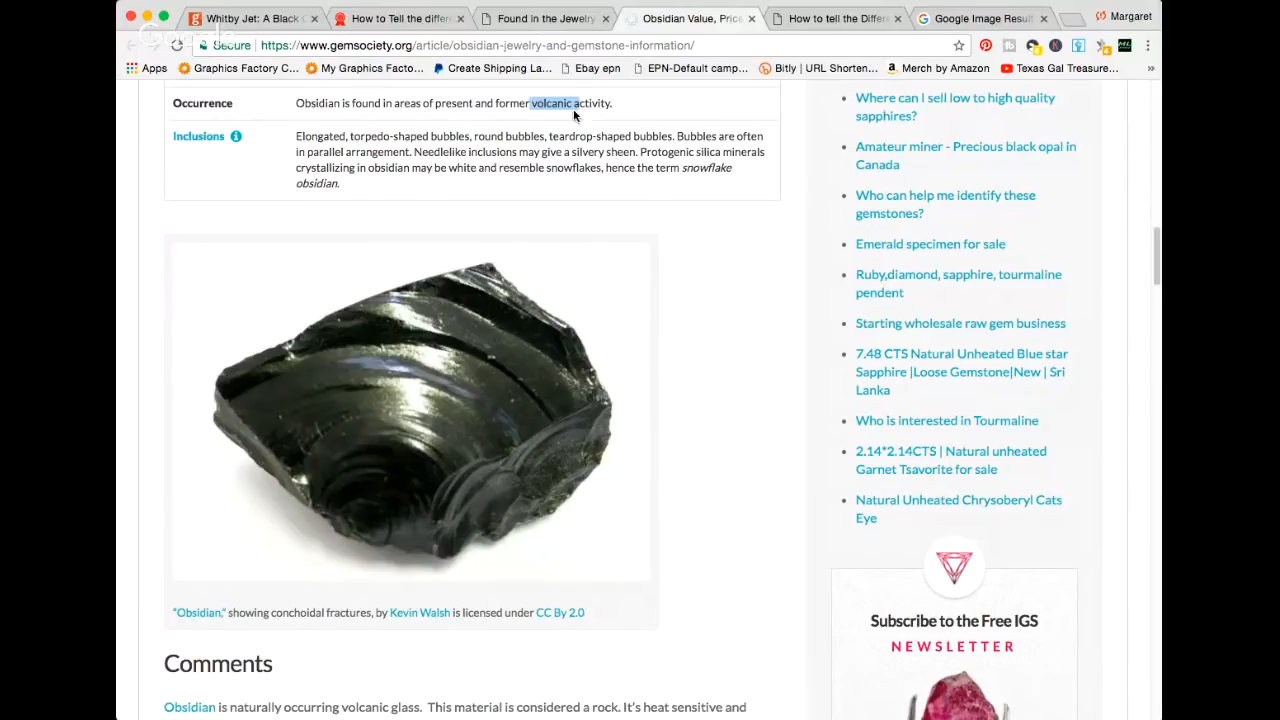 Whitby Jet: A Black C
How to Tell the differ
Found in the Jewelry
Obsidian Value, Price
How to tell the Differ
Google Image Resul
Margaret
Secure
https://www.gemsociety.org/article/obsidian-jewelry-and-gemstone-information/
Apps
Graphics Factory C...
My Graphics Facto...
Create Shipping La...
Ebay epn
EPN-Default camp...
Bitly | URL Shorten...
Merch by Amazon
Texas Gal Treasur...
Google
Occurrence
Obsidian is found in areas of present and former volcanic activity.
Inclusions
Elongated, torpedo-shaped bubbles, round bubbles, teardrop-shaped bubbles. Bubbles are often
in parallel arrangement. Needlelike inclusions may give a silvery sheen. Protogenic silica minerals
crystallizing in obsidian may be white and resemble snowflakes, hence the term snowflake
obsidian.
"Obsidian," showing conchoidal fractures, by Kevin Walsh is licensed under CC By 2.0
Comments
Obsidian is naturally occurring volcanic glass. This material is considered a rock. It's heat sensitive and
Where can I sell low to high quality
sapphires?
Amateur miner - Precious black opal in
Canada
Who can help me identify these
gemstones?
Emerald specimen for sale
Ruby,diamond, sapphire, tourmaline
pendent
Starting wholesale raw gem business
7.48 CTS Natural Unheated Blue star
Sapphire |Loose Gemstone|New | Sri
Lanka
Who is interested in Tourmaline
2.14*2.14CTS | Natural unheated
Garnet Tsavorite for sale
Natural Unheated Chrysoberyl Cats
Eye
Subscribe to the Free IGS
NEWSLETTER